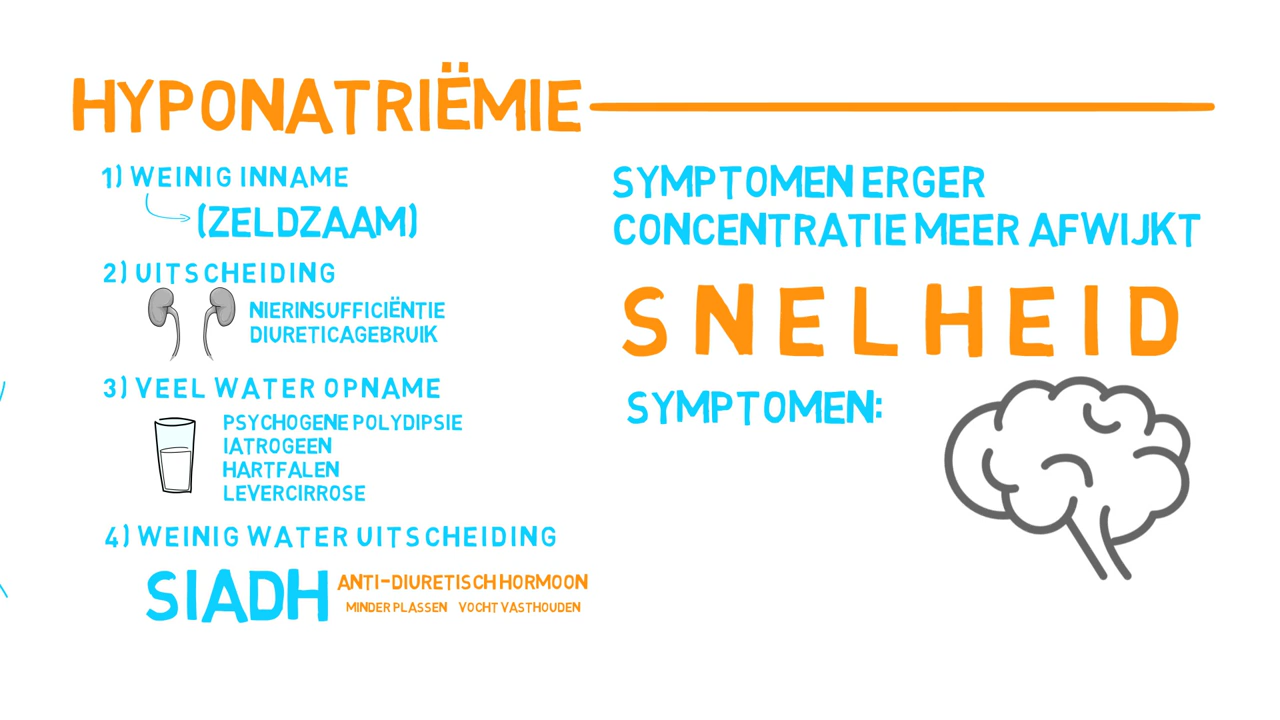 HYPONATRIËMIE
1) WEINIG INNAME
(ZELDZAAM)
2) UITSCHEIDING
NIERINSUFFICIËNTIE
DIURETICAGEBRUIK
3) VEEL WATER OPNAME
PSYCHOGENE POLYDIPSIE
IATROGEEN
HARTFALEN
LEVERCIRROSE
4) WEINIG WATER UITSCHEIDING
SIADH ANTI-DIURETISCH HORMOON
MINDER PLASSEN VOCHT VASTHOUDEN
SYMPTOMEN ERGER
CONCENTRATIE MEER AFWIJKT
SNELHEID
SYMPTOMEN: